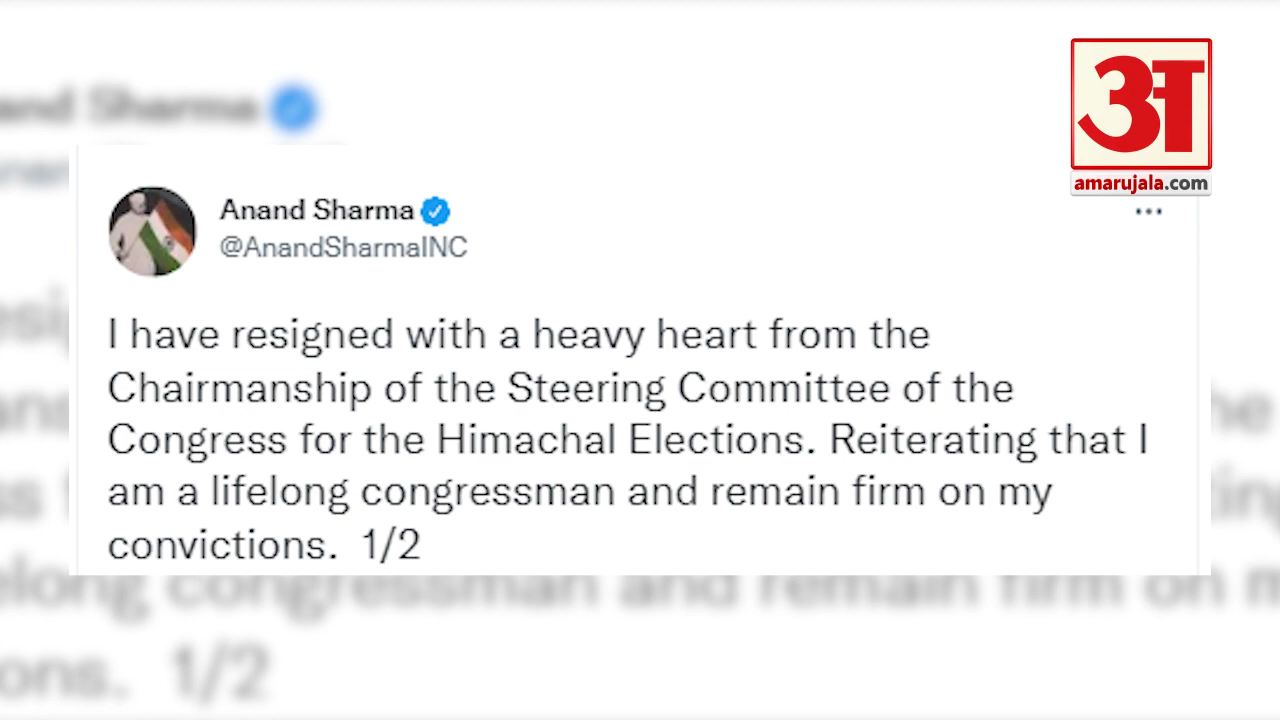 अ
amarujala.com
Anand Sharma
@AnandSharmaINC
I have resigned with a heavy heart from the
Chairmanship of the Steering Committee of the
Congress for the Himachal Elections. Reiterating that I
am a lifelong congressman and remain firm on my
convictions.  1/2